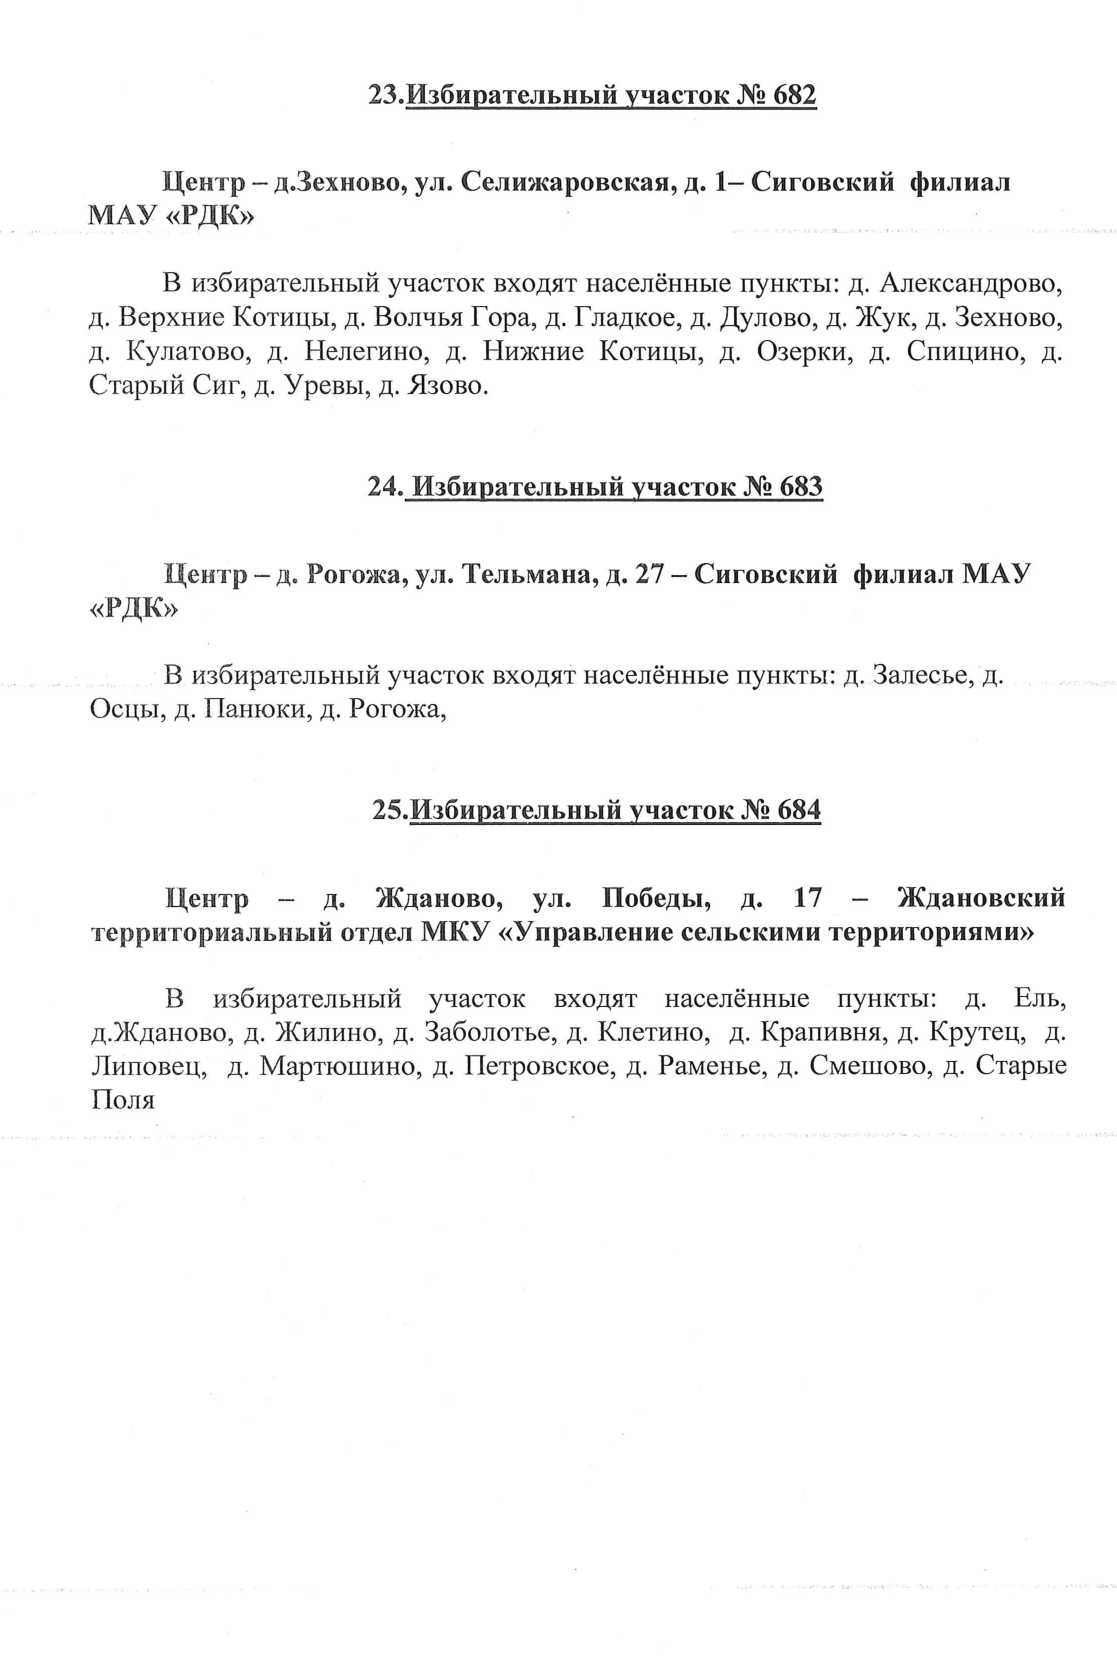 23.Избирательный участок № 682
Центр – д.Зехново, ул. Селижаровская, д. 1– Сиговский филиал
МАУ «РДК»
В избирательный участок входят населённые пункты: д. Александрово,
д. Верхние Котицы, д. Волчья Гора, д. Гладкое, д. Дулово, д. Жук, д. Зехново,
д. Кулатово, д. Нелегино, д. Нижние Котицы, д. Озерки, д. Спицино, д.
Старый Сиг, д. Уревы, д. Язово.
24. Избирательный участок № 683
Центр – д. Рогожа, ул. Тельмана, д. 27 – Сиговский филиал МАУ
«РДК»
В избирательный участок входят населённые пункты: д. Залесье, д.
Осцы, д. Панюки, д. Рогожа,
25.Избирательный участок № 684
Центр – д. Жданово, ул. Победы, д. 17 – Ждановский
территориальный отдел МКУ «Управление сельскими территориями»
В избирательный участок входят населённые пункты: д. Ель,
д.Жданово, д. Жилино, д. Заболотье, д. Клетино, д. Крапивня, д. Крутец, д.
Липовец, д. Мартюшино, д. Петровское, д. Раменье, д. Смешово, д. Старые
Поля